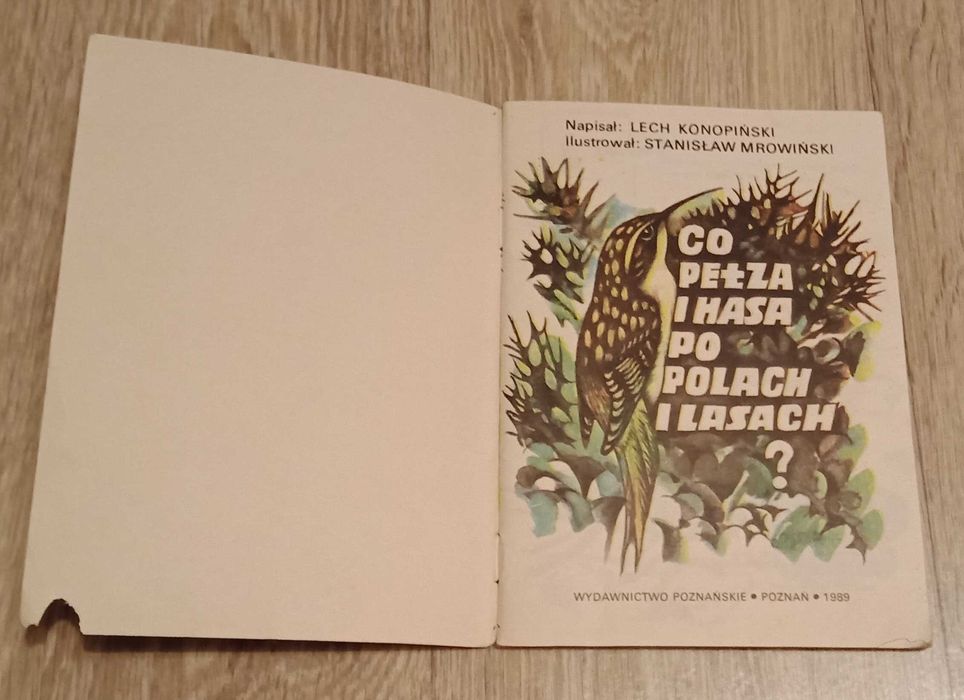 Napisał: LECH KONOPIŃSKI
Ilustrował: STANISŁAW MROWIŃSKI
CO
PEŁZA
I HASA
PO
POLACH
I LASACH
?
WYDAWNICTWO POZNAŃSKIE • POZNAŃ • 1989